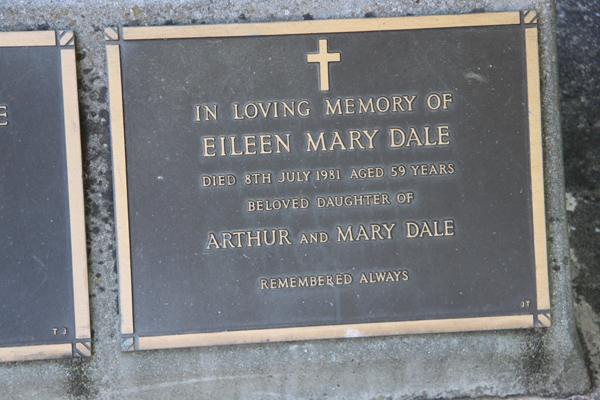 E
IN LOVING MEMORY OF
EILEEN MARY DALE
DIED 8TH JULY 1981 AGED 59 YEARS
BELOVED DAUGHTER OF
ARTHUR AND MARY DALE
REMEMBERED ALWAYS
TJ